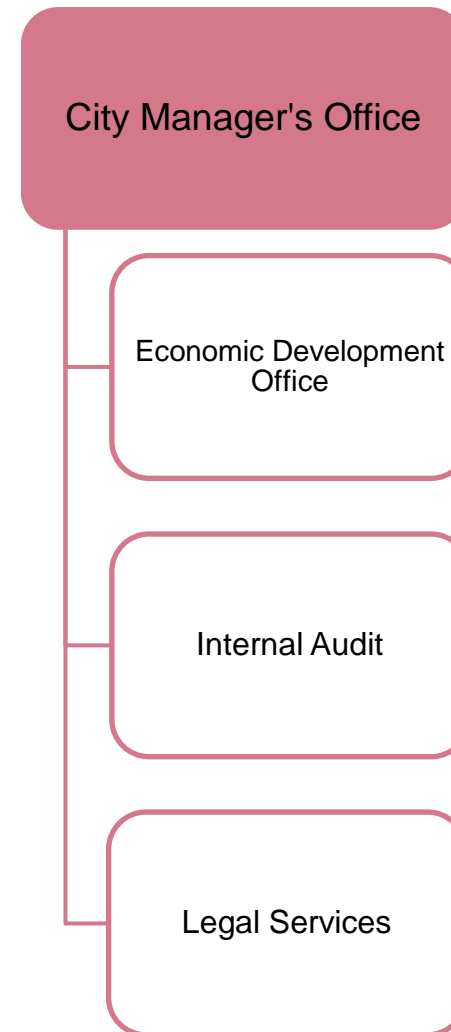 City Manager's Office
Economic Development
Office
Internal Audit
Legal Services